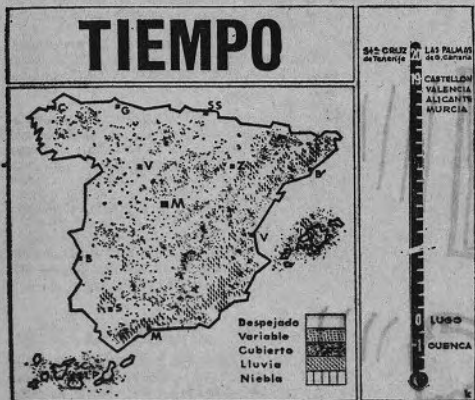 TIEMPO
C
G
SS
V
Z
B
M
V
B
S
M
Despejado
Variable
Cubierto
Lluvia
Niebla
Stª CRUZ
de Tenerife
20
LAS PALMAS
de G. Canaria
19
CASTELLON
VALENCIA
ALICANTE
MURCIA
0
LUGO
-1
CUENCA